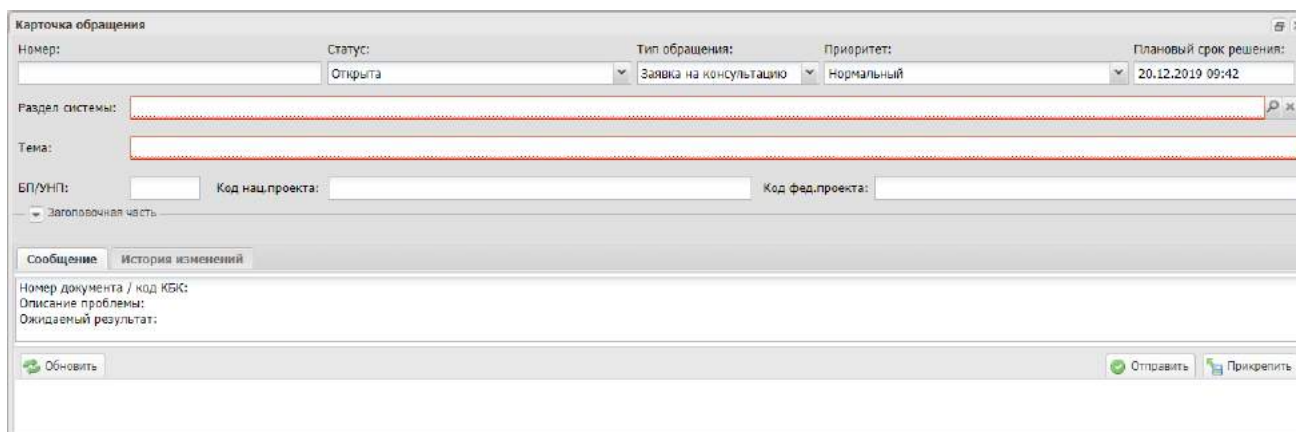 Карточка обращения
Номер: Статус: Тип обращения: Приоритет: Плановый срок решения:
Открыта Заявка на консультацию Нормальный 20.12.2019 09:42
Раздел системы:
Тема:
БП/УНП: Код нац.проекта: Код фед.проекта:
Заголовочная часть
Сообщение История изменений
Номер документа / код КБК:
Описание проблемы:
Ожидаемый результат:
Обновить Отправить Прикрепить